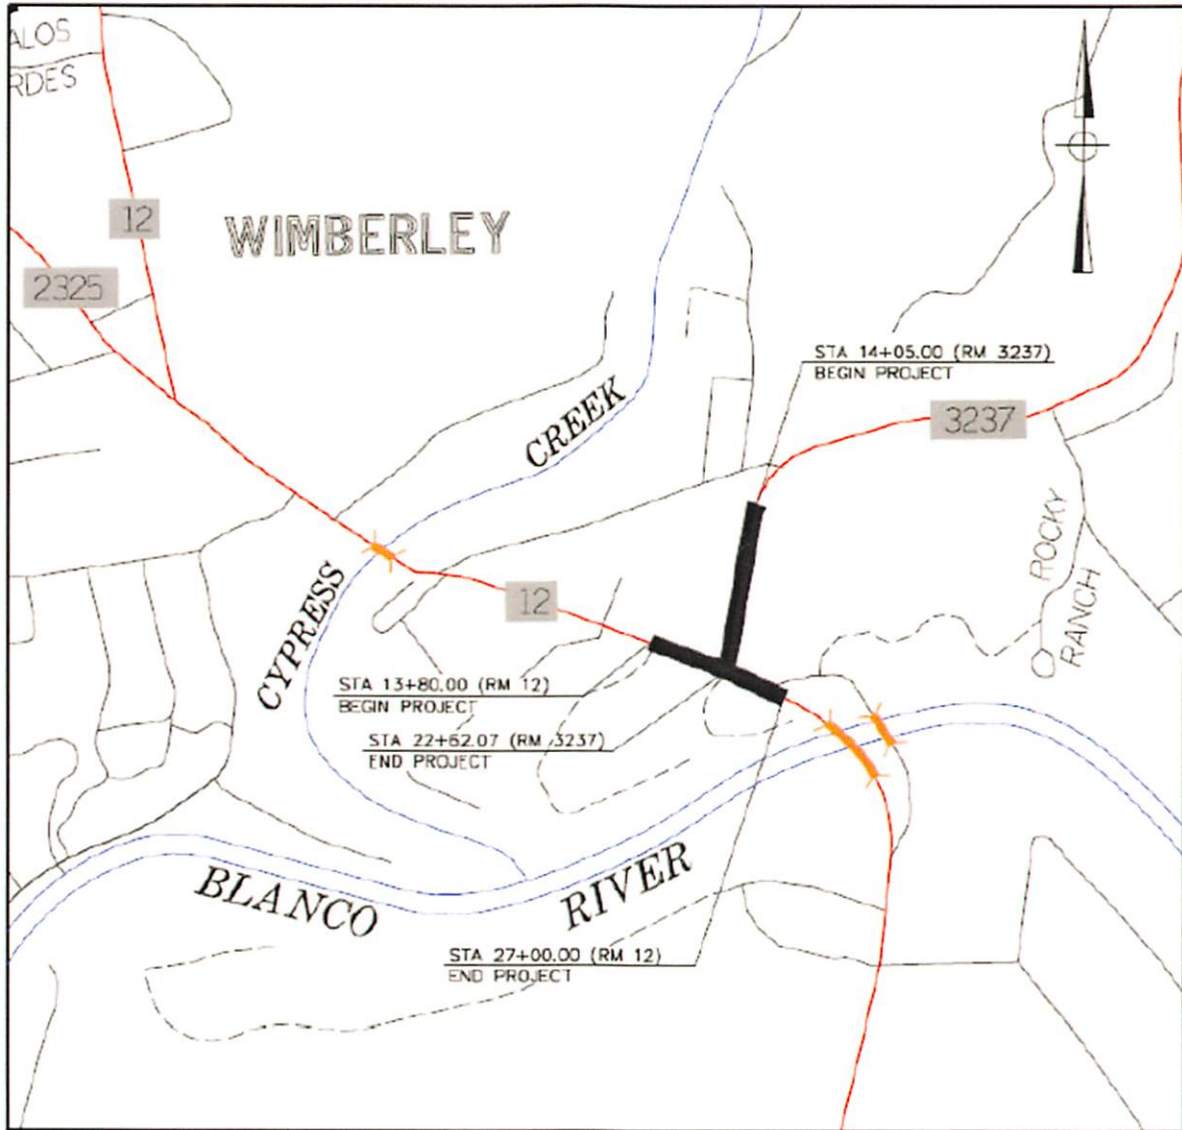 ALOS
RDES
12
WIMBERLEY
2325
STA 14+05.00 (RM 3237)
BEGIN PROJECT
3237
CREEK
CYPRESS
12
ROCKY
RANCH
STA 13+80.00 (RM 12)
BEGIN PROJECT
STA 22+62.07 (RM 3237)
END PROJECT
BLANCO
RIVER
STA 27+00.00 (RM 12)
END PROJECT